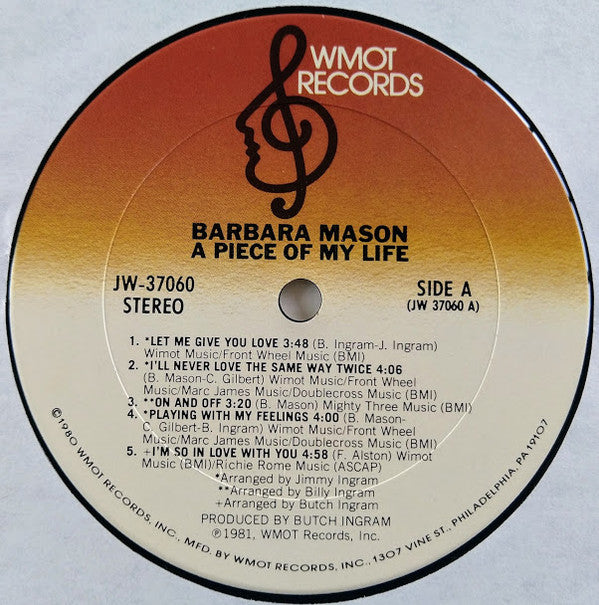 WMOT
RECORDS
BARBARA MASON
A PIECE OF MY LIFE
JW-37060
STEREO
SIDE A
(JW 37060 A)
1. *LET ME GIVE YOU LOVE 3:48 (B. Ingram-J. Ingram)
Wimot Music/Front Wheel Music (BMI)
2. *I'LL NEVER LOVE THE SAME WAY TWICE 4:06
(B. Mason-C. Gilbert) Wimot Music/Front Wheel
Music/Marc James Music/Doublecross Music (BMI)
3. **ON AND OFF 3:20 (B. Mason) Mighty Three Music (BMI)
4. *PLAYING WITH MY FEELINGS 4:00 (B. Mason-
C. Gilbert-B. Ingram) Wimot Music/Front Wheel
Music/Marc James Music/Doublecross Music (BMI)
5. +I'M SO IN LOVE WITH YOU 4:58 (F. Alston) Wimot
Music (BMI)/Richie Rome Music (ASCAP)
*Arranged by Jimmy Ingram
**Arranged by Billy Ingram
+Arranged by Butch Ingram
PRODUCED BY BUTCH INGRAM
℗1981, WMOT Records, Inc.
©1980 WMOT RECORDS, INC., MFD. BY WMOT RECORDS, INC., 1307 VINE ST., PHILADELPHIA, PA 19107